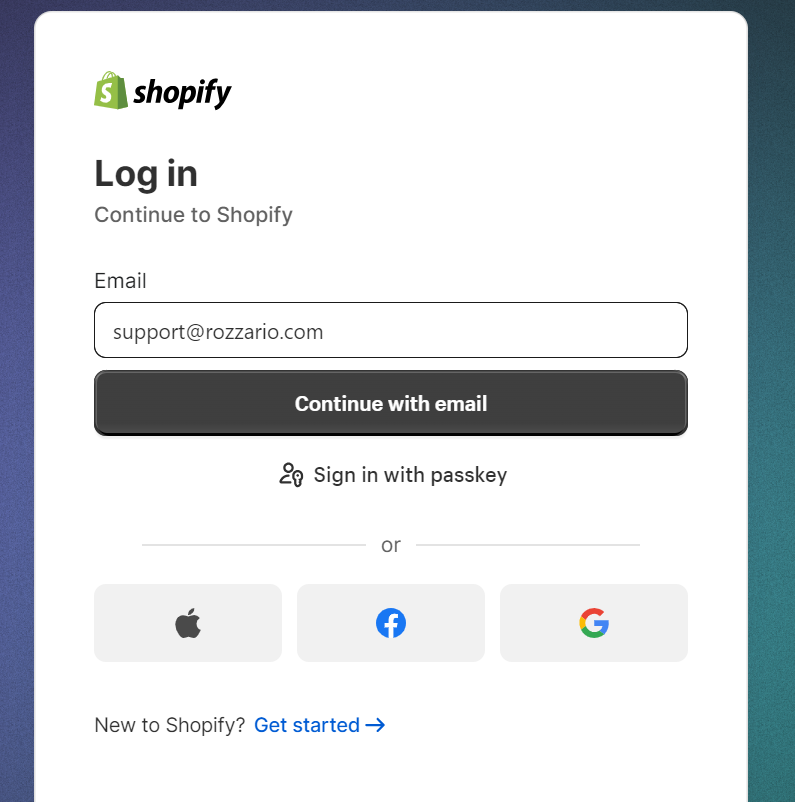 shopify
Log in
Continue to Shopify
Email
support@rozzario.com
Continue with email
Sign in with passkey
or
New to Shopify? Get started →